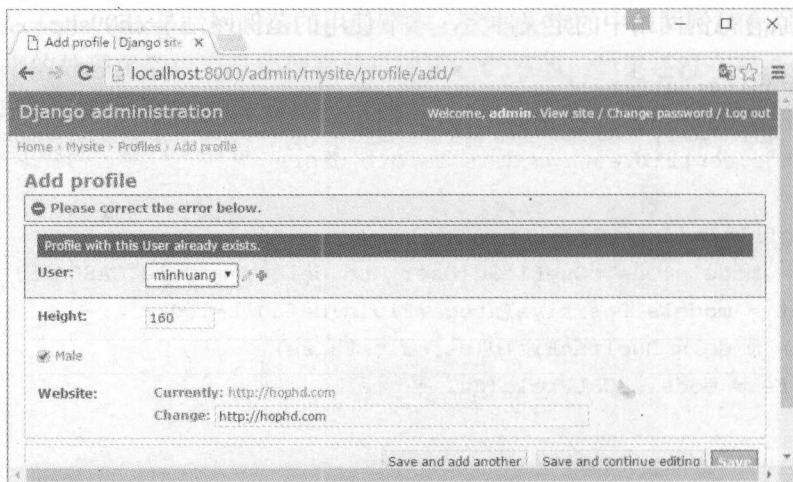 Add profile | Django site
localhost:8000/admin/mysite/profile/add/
Django administration
Welcome, admin. View site / Change password / Log out
Home › Mysite › Profiles › Add profile
Add profile
Please correct the error below.
Profile with this User already exists.
User: minhuang
Height: 160
Male
Website: Currently: http://hophd.com
Change: http://hophd.com
Save and add another Save and continue editing Save